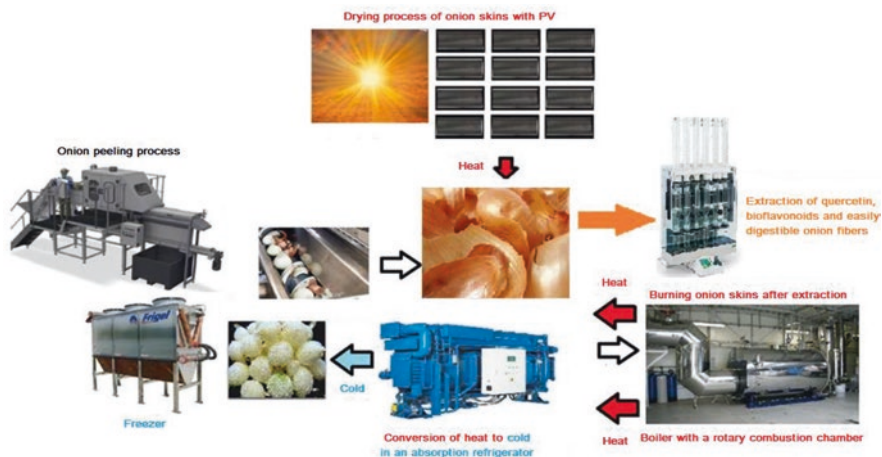 Drying process of onion skins with PV
Onion peeling process
Heat
Extraction of quercetin,
bioflavonoids and easily
digestible onion fibers
Heat
Burning onion skins after extraction
Frigel
Cold
Freezer
Conversion of heat to cold
in an absorption refrigerator
Heat
Boiler with a rotary combustion chamber